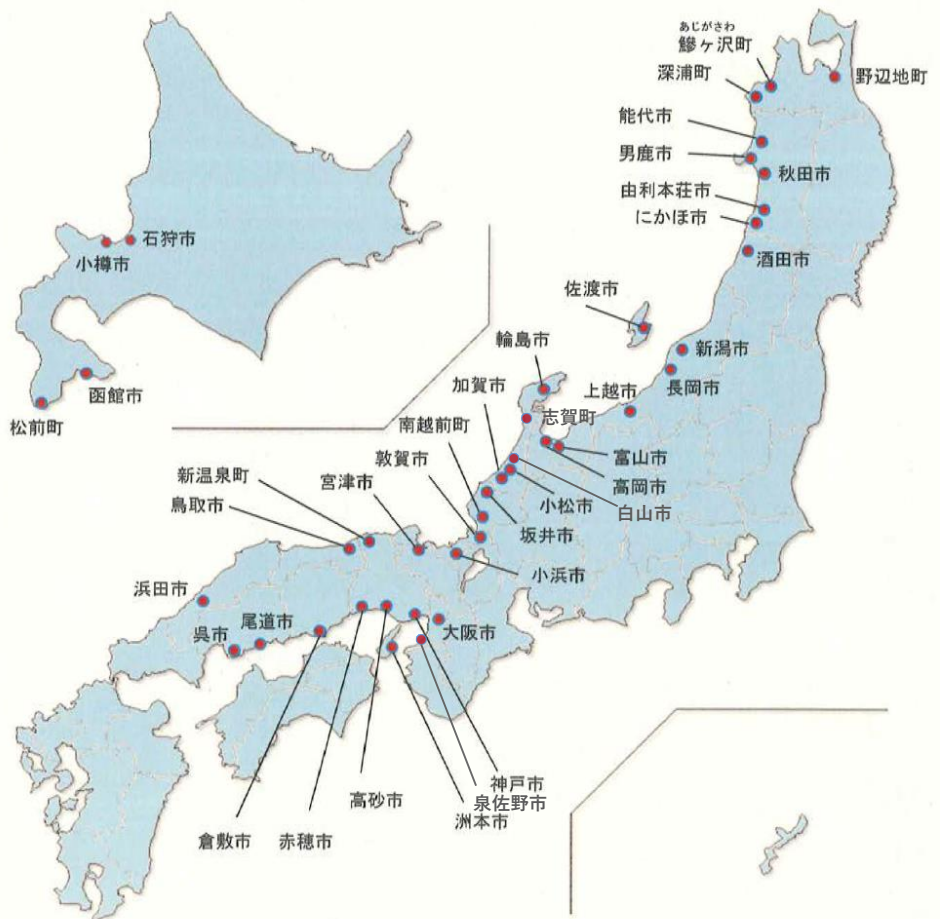 あじがさわ
鰺ヶ沢町
深浦町
野辺地町
能代市
男鹿市
秋田市
由利本荘市
にかほ市
酒田市
石狩市
小樽市
函館市
松前町
佐渡市
新潟市
長岡市
上越市
輪島市
加賀市
志賀町
南越前町
敦賀市
富山市
高岡市
白山市
小松市
坂井市
小浜市
宮津市
新温泉町
鳥取市
浜田市
尾道市
呉市
大阪市
神戸市
泉佐野市
洲本市
高砂市
赤穂市
倉敷市